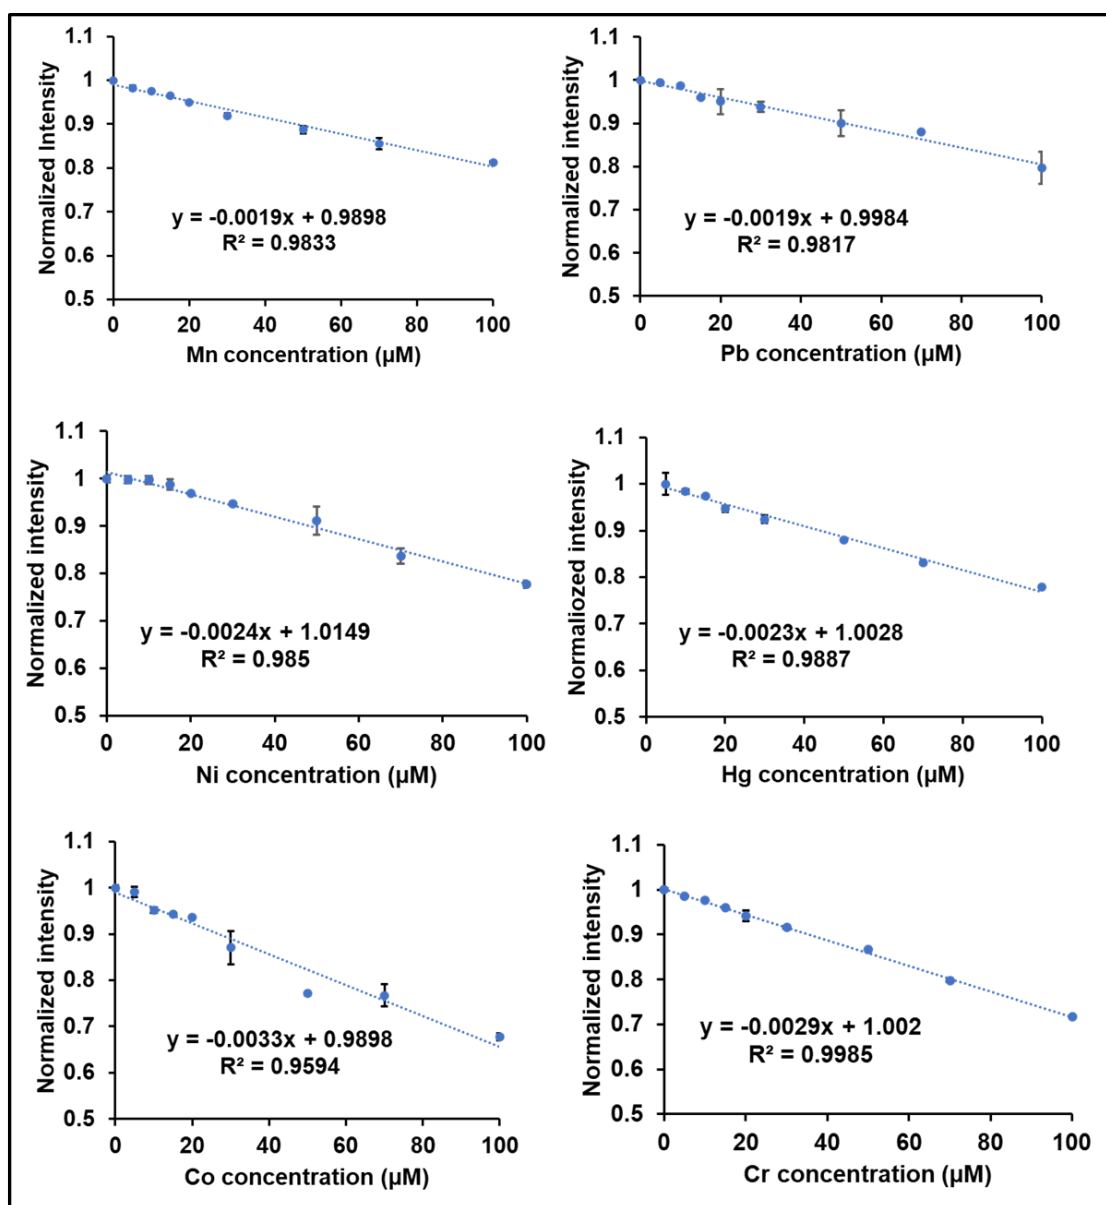 1.1
1
0.9
0.8
0.7
0.6
0.5
Normalized Intensity
y = -0.0019x + 0.9898
R² = 0.9833
0 20 40 60 80 100
Mn concentration (µM)
1.1
1
0.9
0.8
0.7
0.6
0.5
Normalized intensity
y = -0.0019x + 0.9984
R² = 0.9817
0 20 40 60 80 100
Pb concentration (µM)
1.1
1
0.9
0.8
0.7
0.6
0.5
Normalized intensity
y = -0.0024x + 1.0149
R² = 0.985
0 20 40 60 80 100
Ni concentration (µM)
1.1
1
0.9
0.8
0.7
0.6
0.5
Normaliozed intensity
y = -0.0023x + 1.0028
R² = 0.9887
0 20 40 60 80 100
Hg concentration (µM)
1.1
1
0.9
0.8
0.7
0.6
0.5
Normalized intensity
y = -0.0033x + 0.9898
R² = 0.9594
0 20 40 60 80 100
Co concentration (µM)
1.1
1
0.9
0.8
0.7
0.6
0.5
Normalized intensity
y = -0.0029x + 1.002
R² = 0.9985
0 20 40 60 80 100
Cr concentration (µM)